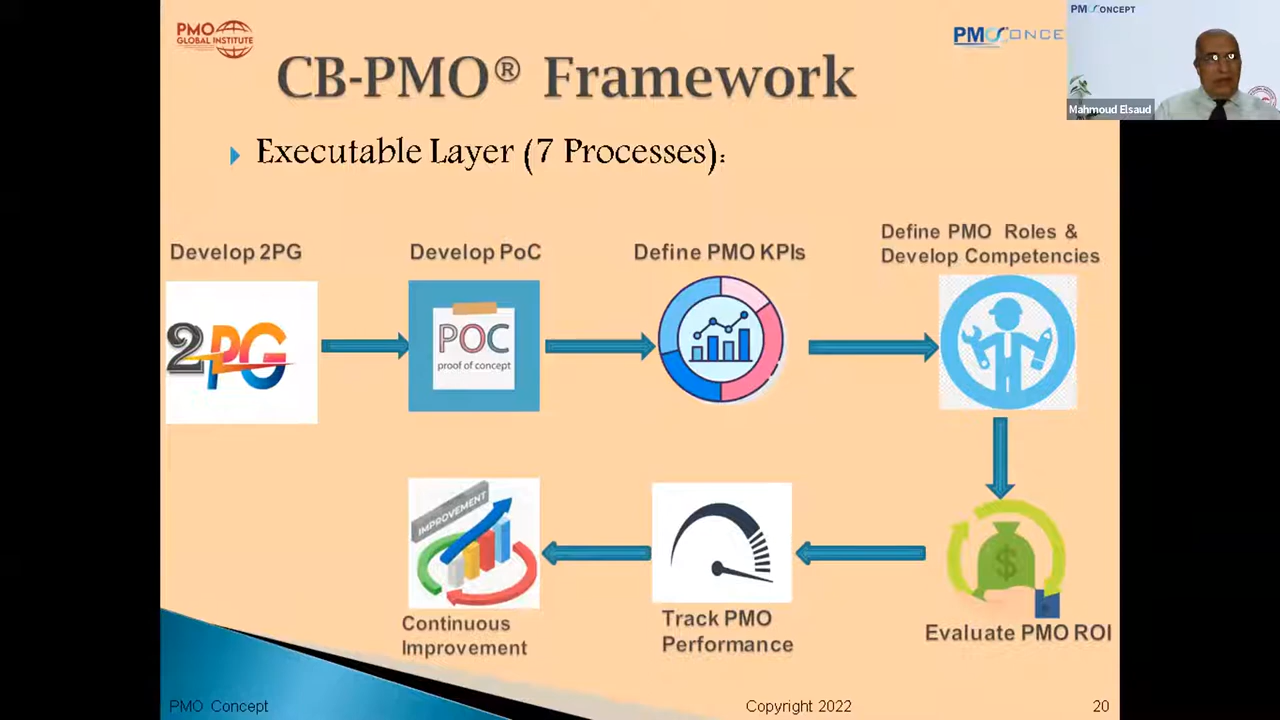 PMO
GLOBAL INSTITUTE
PMO CONCE
PMO CONCEPT
Mahmoud Elsaud
CB-PMO® Framework
Executable Layer (7 Processes):
Develop 2PG
Develop PoC
Define PMO KPIs
Define PMO Roles &
Develop Competencies
2PG
POC
proof of concept
IMPROVEMENT
$
Continuous
Improvement
Track PMO
Performance
Evaluate PMO ROI
PMO Concept
Copyright 2022
20